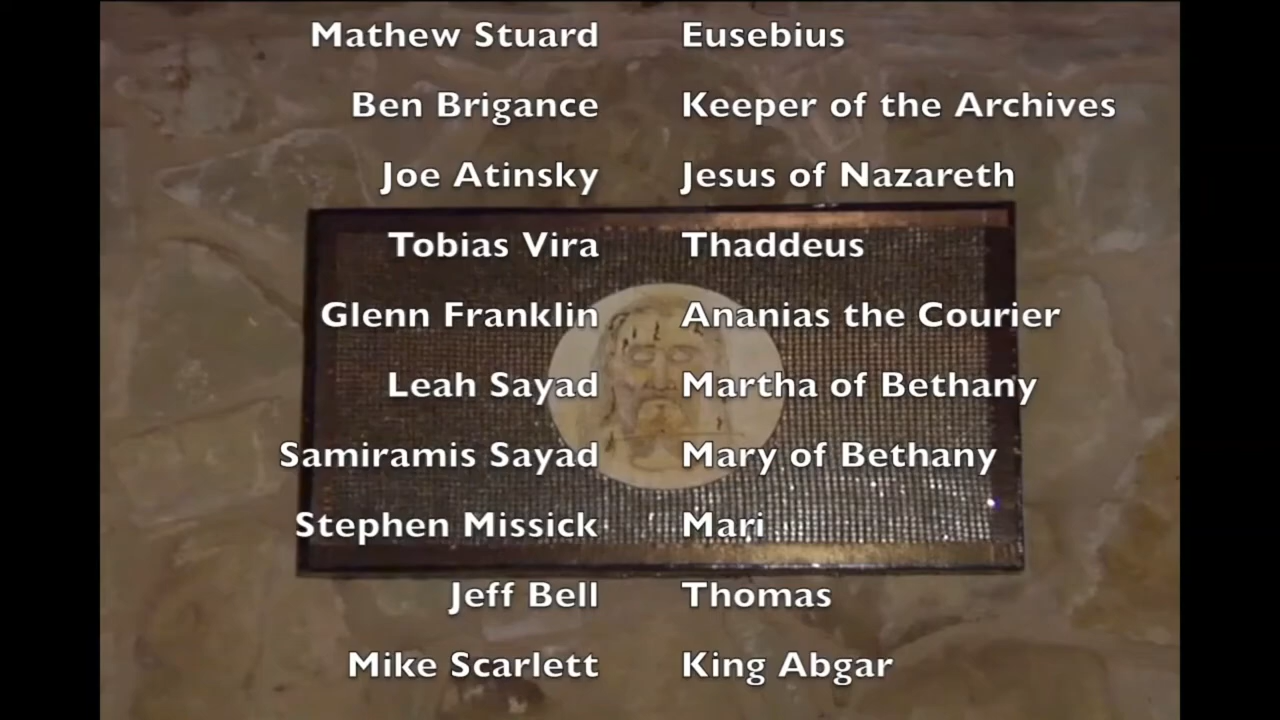 Mathew Stuard Eusebius
Ben Brigance Keeper of the Archives
Joe Atinsky Jesus of Nazareth
Tobias Vira Thaddeus
Glenn Franklin Ananias the Courier
Leah Sayad Martha of Bethany
Samiramis Sayad Mary of Bethany
Stephen Missick Mari
Jeff Bell Thomas
Mike Scarlett King Abgar